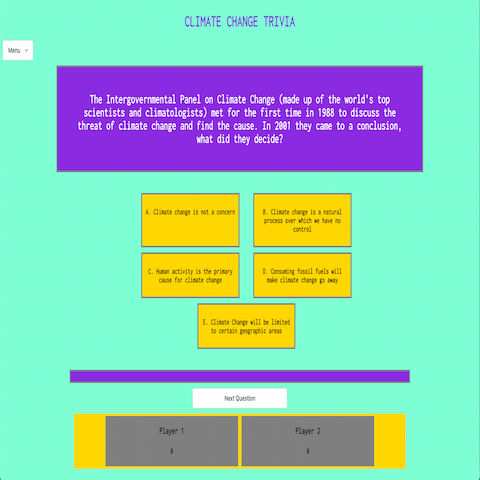 CLIMATE CHANGE TRIVIA
Menu
The Intergovernmental Panel on Climate Change (made up of the world's top
scientists and climatologists) met for the first time in 1988 to discuss the
threat of climate change and find the cause. In 2001 they came to a conclusion,
what did they decide?
A. Climate change is not a concern
B. Climate change is a natural
process over which we have no
control
C. Human activity is the primary
cause for climate change
D. Consuming fossil fuels will
make climate change go away
E. Climate Change will be limited
to certain geographic areas
Next Question
Player 1
0
Player 2
0